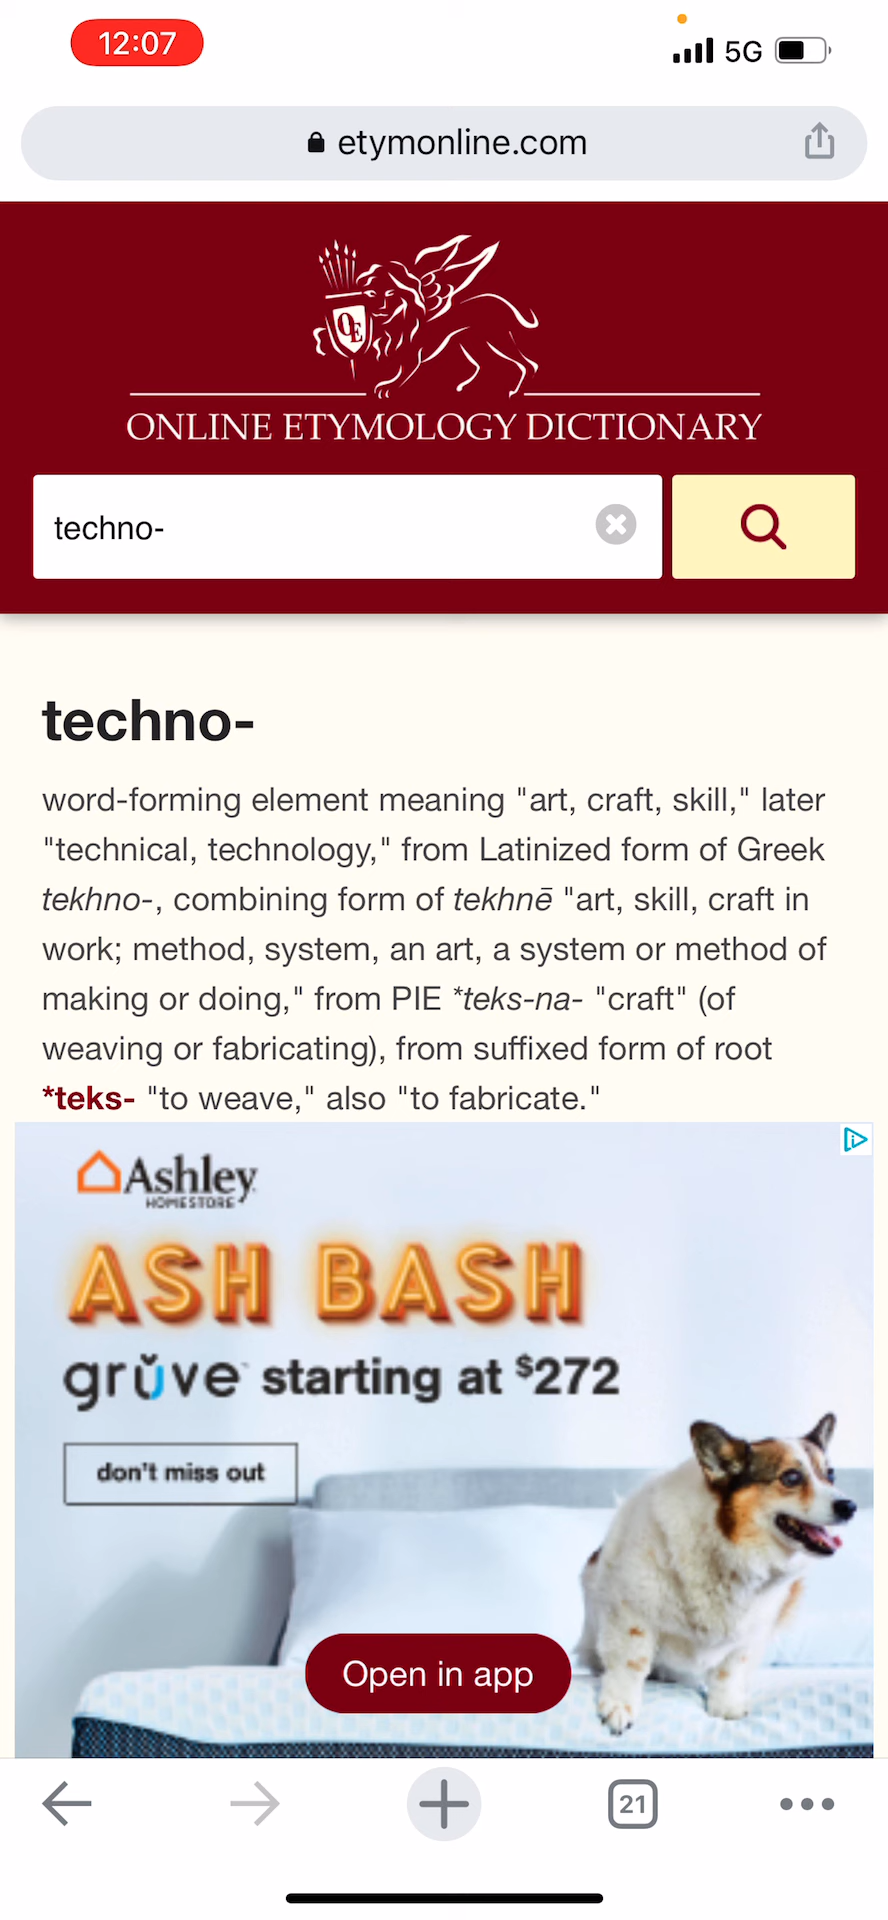 12:07
5G
etymonline.com
OE
ONLINE ETYMOLOGY DICTIONARY
techno-
techno-
word-forming element meaning "art, craft, skill," later
"technical, technology," from Latinized form of Greek
tekhno-, combining form of tekhnē "art, skill, craft in
work; method, system, an art, a system or method of
making or doing," from PIE *teks-na- "craft" (of
weaving or fabricating), from suffixed form of root
*teks- "to weave," also "to fabricate."
Ashley
HOMESTORE
ASH BASH
grŭve starting at $272
don't miss out
Open in app
21